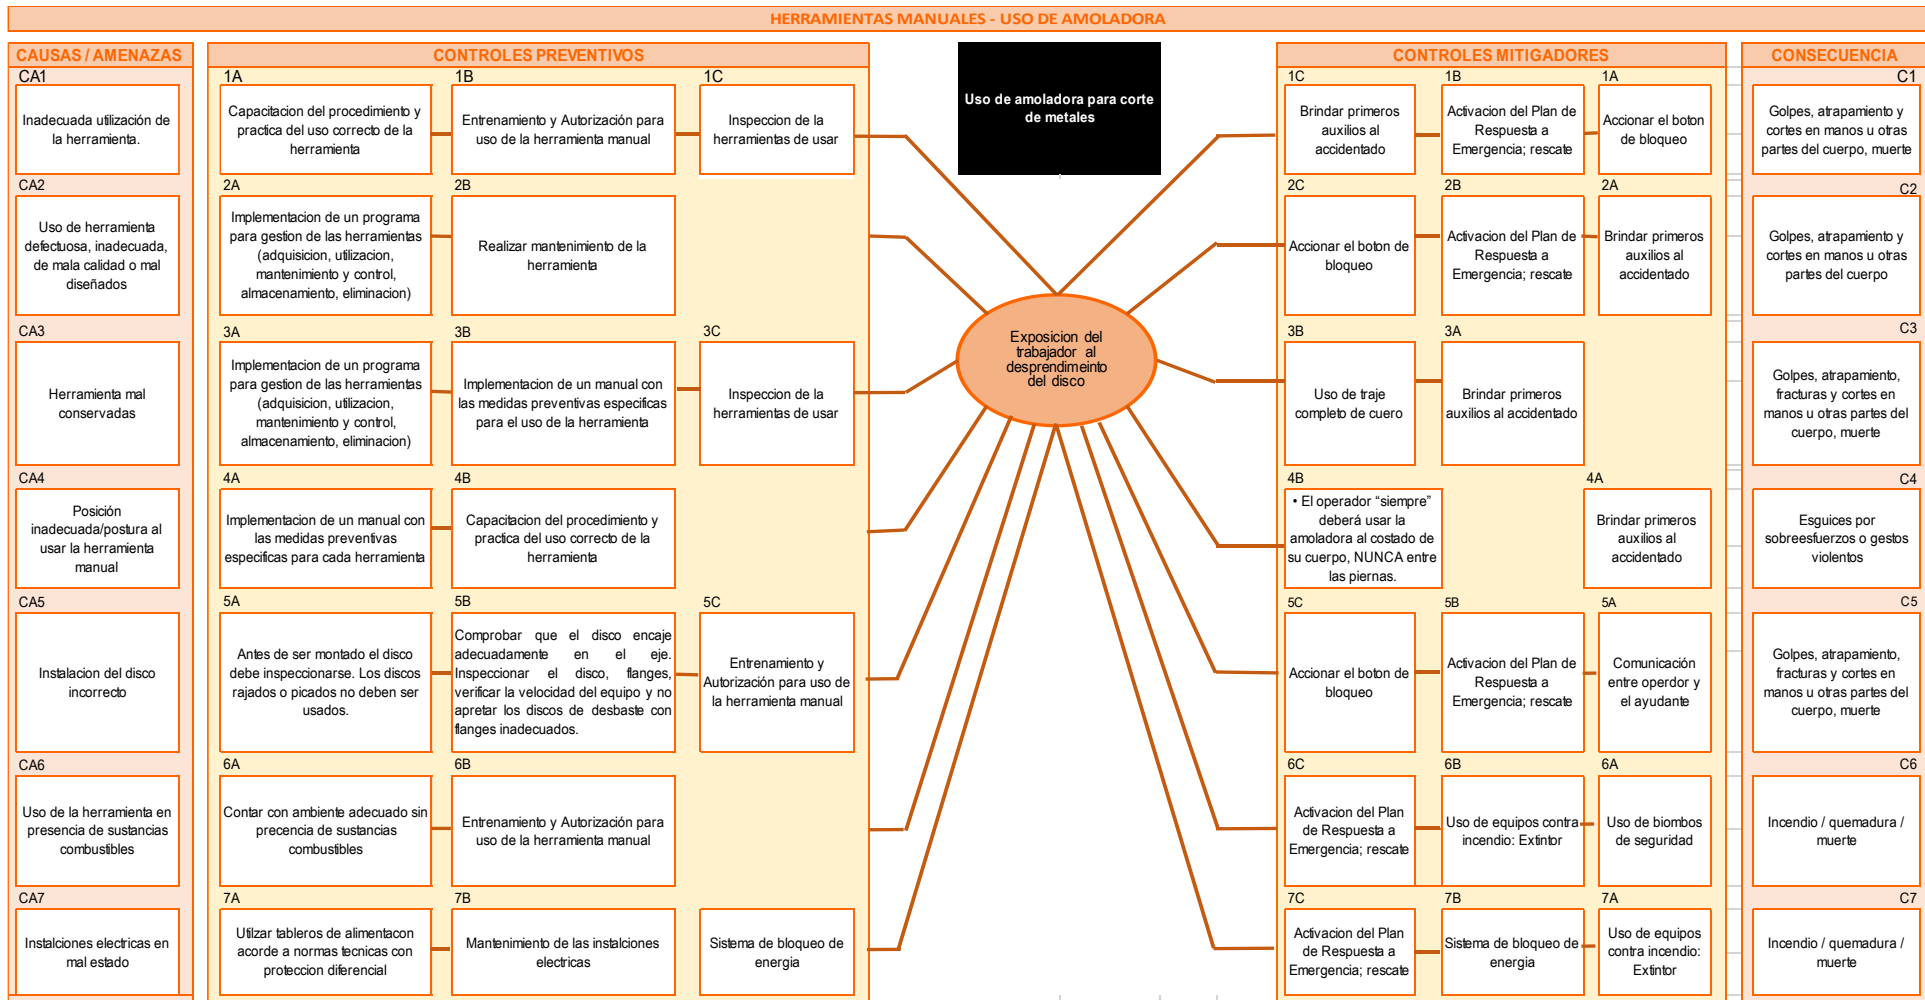 HERRAMIENTAS MANUALES - USO DE AMOLADORA
CAUSAS / AMENAZAS
CONTROLES PREVENTIVOS
CONTROLES MITIGADORES
CONSECUENCIA
Uso de amoladora para corte
de metales
Exposicion del
trabajador al
desprendimeinto
del disco
CA1
Inadecuada utilización de
la herramienta.
1A
Capacitacion del procedimiento y
practica del uso correcto de la
herramienta
1B
Entrenamiento y Autorización para
uso de la herramienta manual
1C
Inspeccion de la
herramientas de usar
1C
Brindar primeros
auxilios al
accidentado
1B
Activacion del Plan de
Respuesta a
Emergencia; rescate
1A
Accionar el boton
de bloqueo
C1
Golpes, atrapamiento y
cortes en manos u otras
partes del cuerpo, muerte
CA2
Uso de herramienta
defectuosa, inadecuada,
de mala calidad o mal
diseñados
2A
Implementacion de un programa
para gestion de las herramientas
(adquisicion, utilizacion,
mantenimiento y control,
almacenamiento, eliminacion)
2B
Realizar mantenimiento de la
herramienta
2C
Accionar el boton de
bloqueo
2B
Activacion del Plan de
Respuesta a
Emergencia; rescate
2A
Brindar primeros
auxilios al
accidentado
C2
Golpes, atrapamiento y
cortes en manos u otras
partes del cuerpo
CA3
Herramienta mal
conservadas
3A
Implementacion de un programa
para gestion de las herramientas
(adquisicion, utilizacion,
mantenimiento y control,
almacenamiento, eliminacion)
3B
Implementacion de un manual con
las medidas preventivas especificas
para el uso de la herramienta
3C
Inspeccion de la
herramientas de usar
3B
Uso de traje
completo de cuero
3A
Brindar primeros
auxilios al accidentado
C3
Golpes, atrapamiento,
fracturas y cortes en
manos u otras partes del
cuerpo, muerte
CA4
Posición
inadecuada/postura al
usar la herramienta
manual
4A
Implementacion de un manual con
las medidas preventivas
especificas para cada herramienta
4B
Capacitacion del procedimiento y
practica del uso correcto de la
herramienta
4B
• El operador “siempre”
deberá usar la
amoladora al costado de
su cuerpo, NUNCA entre
las piernas.
4A
Brindar primeros
auxilios al
accidentado
C4
Esguices por
sobreesfuerzos o gestos
violentos
CA5
Instalacion del disco
incorrecto
5A
Antes de ser montado el disco
debe inspeccionarse. Los discos
rajados o picados no deben ser
usados.
5B
Comprobar que el disco encaje
adecuadamente en el eje.
Inspeccionar el disco, flanges,
verificar la velocidad del equipo y no
apretar los discos de desbaste con
flanges inadecuados.
5C
Entrenamiento y
Autorización para uso de
la herramienta manual
5C
Accionar el boton de
bloqueo
5B
Activacion del Plan de
Respuesta a
Emergencia; rescate
5A
Comunicación
entre operdor y
el ayudante
C5
Golpes, atrapamiento,
fracturas y cortes en
manos u otras partes del
cuerpo, muerte
CA6
Uso de la herramienta en
presencia de sustancias
combustibles
6A
Contar con ambiente adecuado sin
precencia de sustancias
combustibles
6B
Entrenamiento y Autorización para
uso de la herramienta manual
6C
Activacion del Plan
de Respuesta a
Emergencia; rescate
6B
Uso de equipos contra
incendio: Extintor
6A
Uso de biombos
de seguridad
C6
Incendio / quemadura /
muerte
CA7
Instalciones electricas en
mal estado
7A
Utilzar tableros de alimentacon
acorde a normas tecnicas con
proteccion diferencial
7B
Mantenimiento de las instalciones
electricas
Sistema de bloqueo de
energia
7C
Activacion del Plan
de Respuesta a
Emergencia; rescate
7B
Sistema de bloqueo de
energia
7A
Uso de equipos
contra incendio:
Extintor
C7
Incendio / quemadura /
muerte